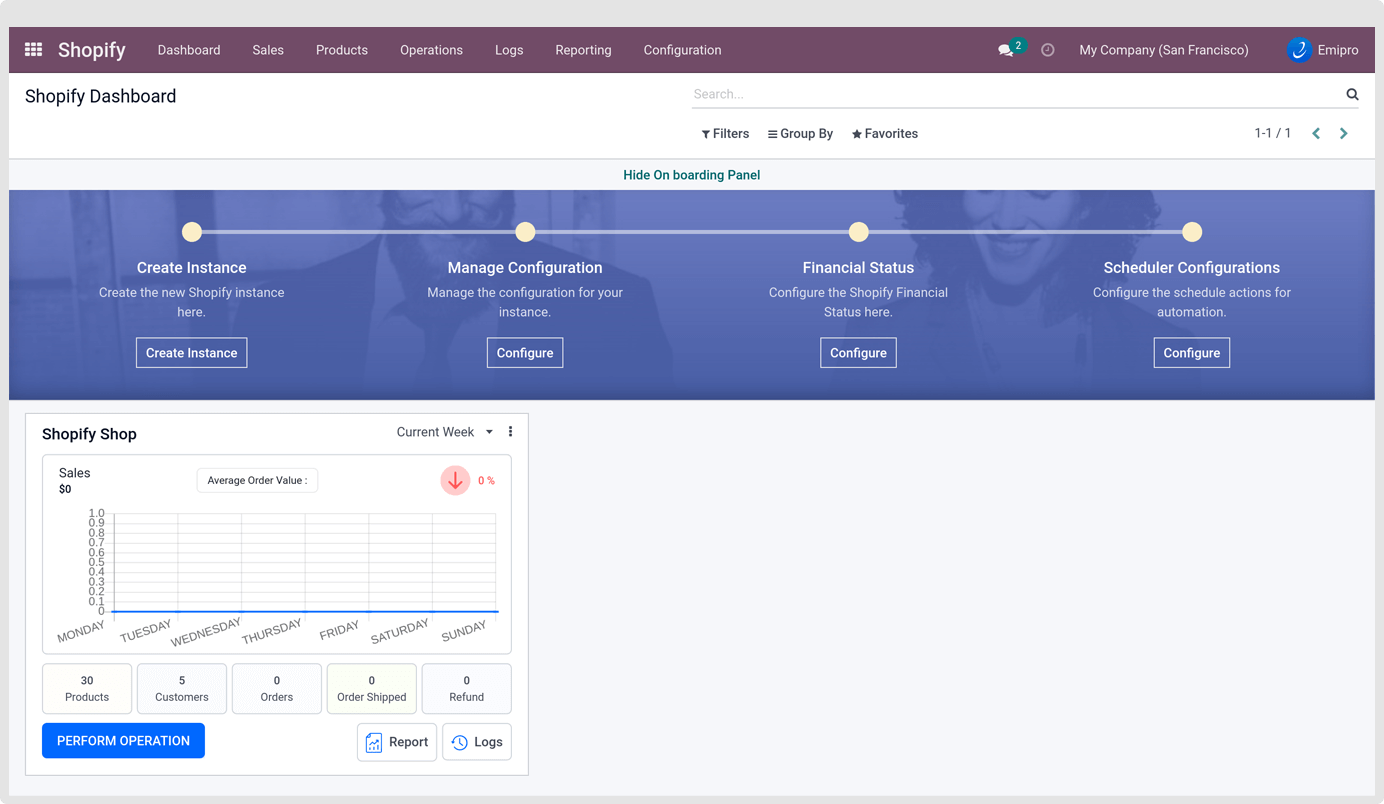 Shopify Dashboard Sales Products Operations Logs Reporting Configuration 2 My Company (San Francisco) Emipro
Shopify Dashboard
Search...
Filters Group By Favorites 1-1 / 1
Hide On boarding Panel
Create Instance Manage Configuration Financial Status Scheduler Configurations
Create the new Shopify instance Manage the configuration for your Configure the Shopify Financial Configure the schedule actions for
here. instance. Status here. automation.
Create Instance Configure Configure Configure
Shopify Shop Current Week
Sales
$0
Average Order Value :
0 %
1.0
0.9
0.8
0.7
0.6
0.5
0.4
0.3
0.2
0.1
0
MONDAY TUESDAY WEDNESDAY THURSDAY FRIDAY SATURDAY SUNDAY
30 5 0 0 0
Products Customers Orders Order Shipped Refund
PERFORM OPERATION Report Logs